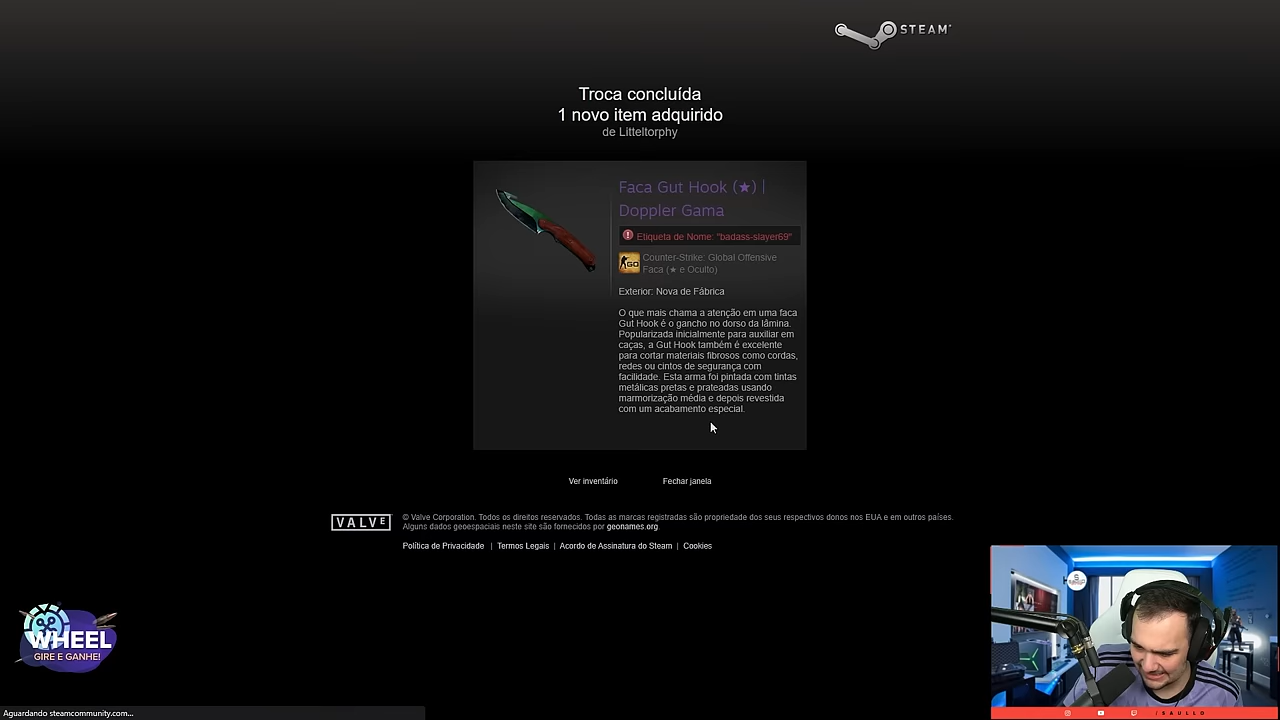 STEAM
Troca concluída
1 novo item adquirido
de Litteltorphy
Faca Gut Hook (★) |
Doppler Gama
Etiqueta de Nome: "badass-slayer69"
GO
Counter-Strike: Global Offensive
Faca (★ e Oculto)
Exterior: Nova de Fábrica
O que mais chama a atenção em uma faca
Gut Hook é o gancho no dorso da lâmina.
Popularizada inicialmente para auxiliar em
caças, a Gut Hook também é excelente
para cortar materiais fibrosos como cordas,
redes ou cintos de segurança com
facilidade. Esta arma foi pintada com tintas
metálicas pretas e prateadas usando
marmorização média e depois revestida
com um acabamento especial.
Ver inventário Fechar janela
VALVE
© Valve Corporation. Todos os direitos reservados. Todas as marcas registradas são propriedade dos seus respectivos donos nos EUA e em outros países.
Alguns dados geoespaciais neste site são fornecidos por geonames.org.
Política de Privacidade | Termos Legais | Acordo de Assinatura do Steam | Cookies
WHEEL
GIRE E GANHE!
Aguardando steamcommunity.com...
/SAULLO